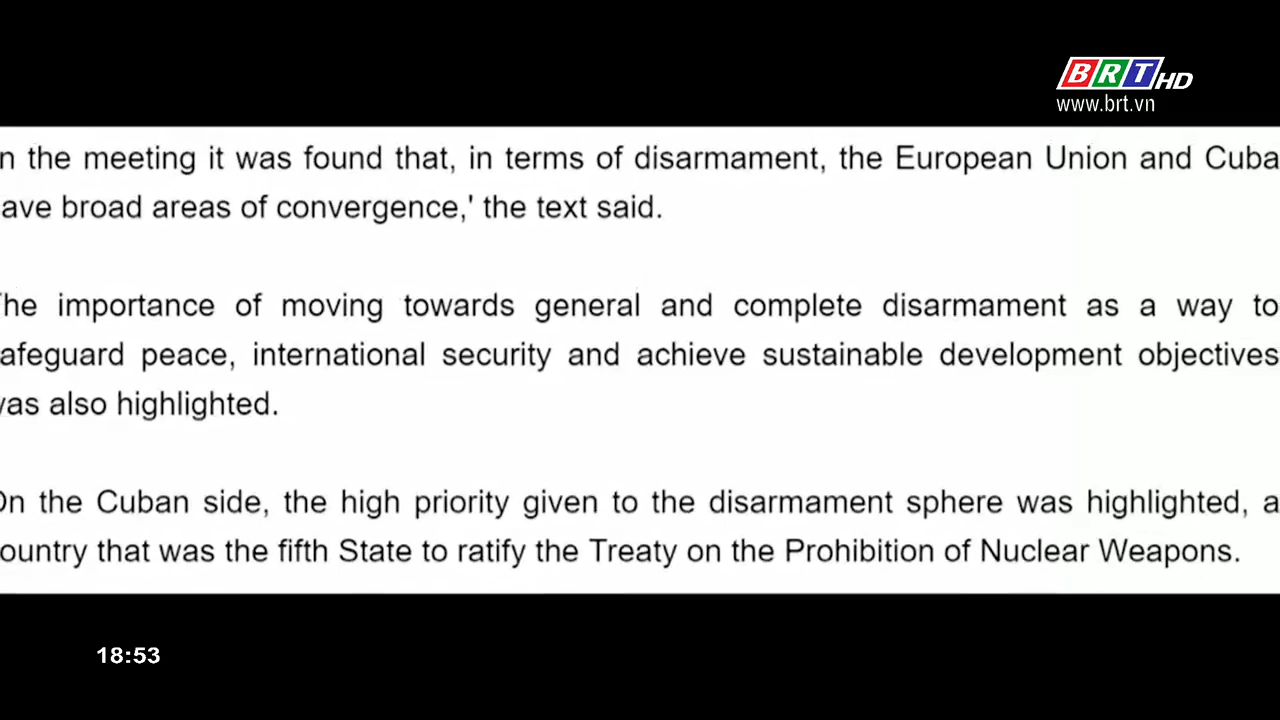 BRT HD
www.brt.vn
n the meeting it was found that, in terms of disarmament, the European Union and Cuba
ave broad areas of convergence,' the text said.
The importance of moving towards general and complete disarmament as a way to
afeguard peace, international security and achieve sustainable development objectives
was also highlighted.
On the Cuban side, the high priority given to the disarmament sphere was highlighted, a
ountry that was the fifth State to ratify the Treaty on the Prohibition of Nuclear Weapons.
18:53